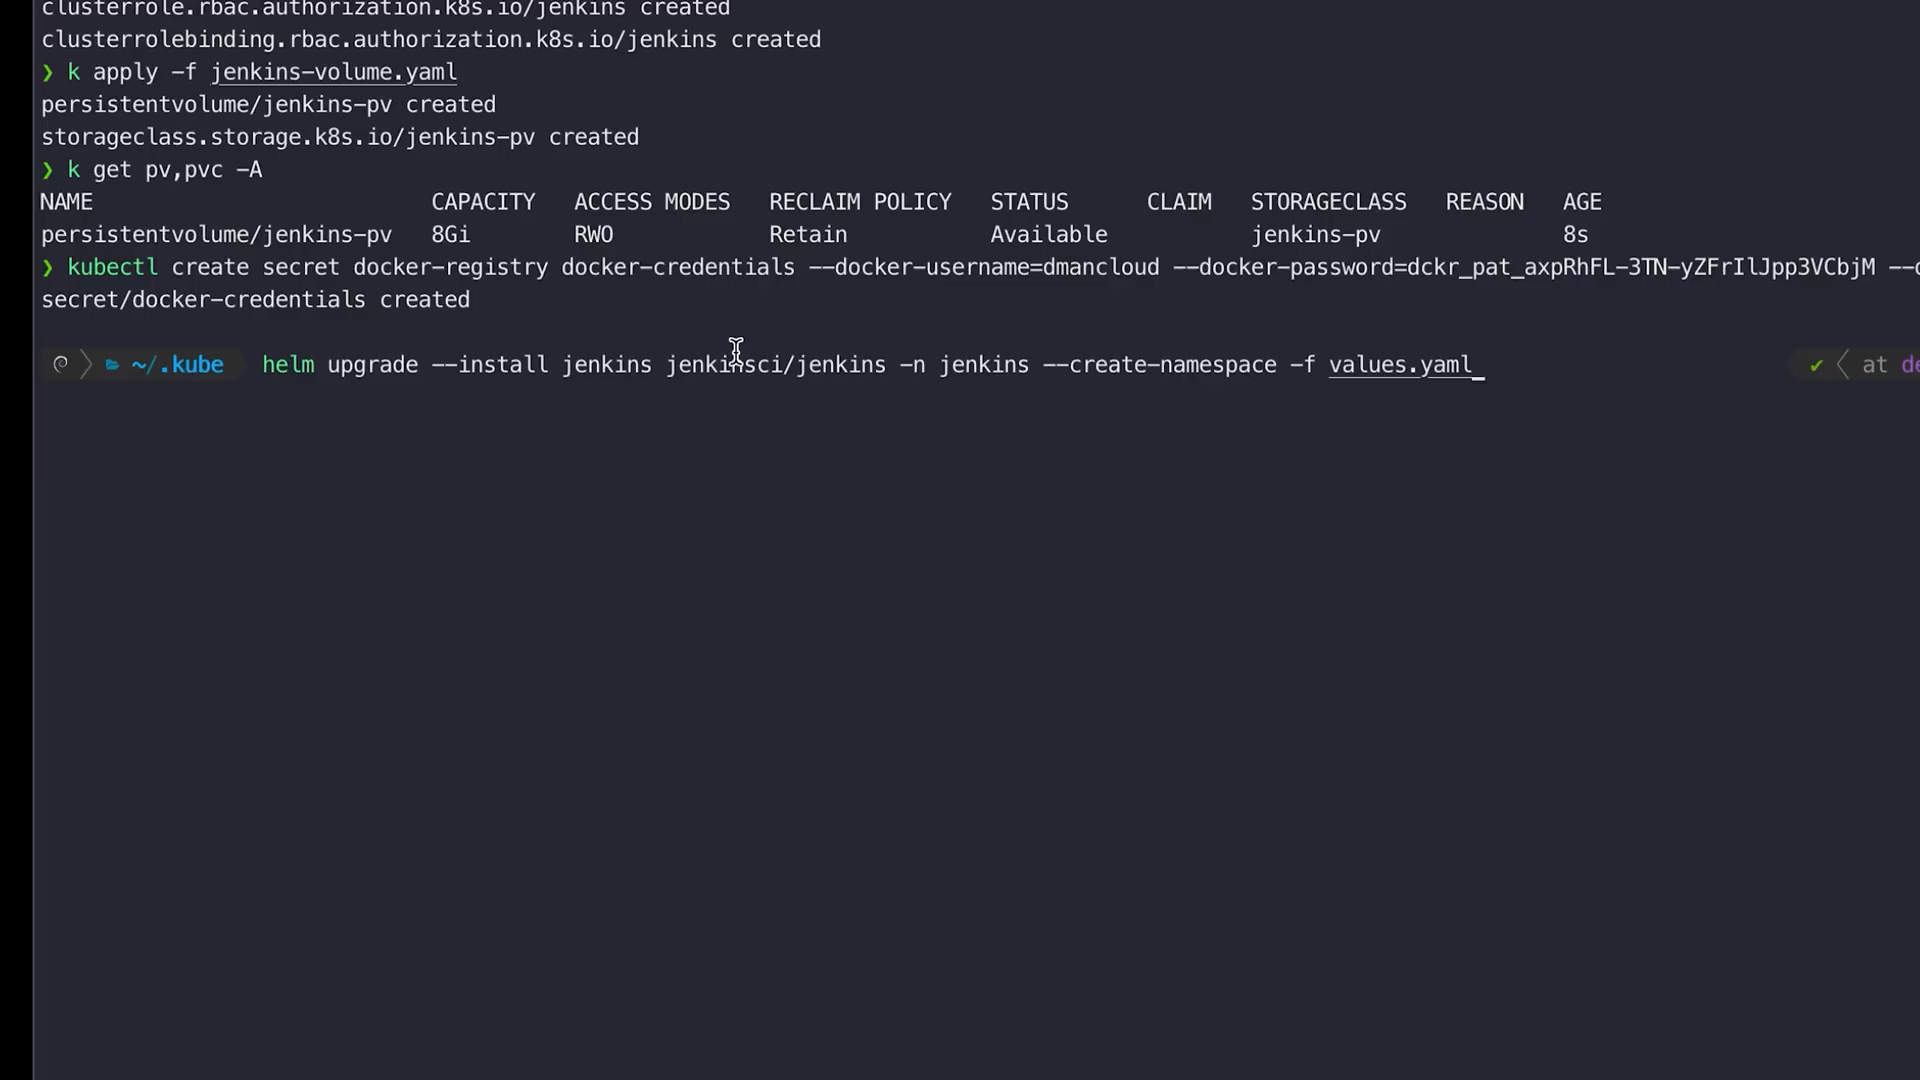 clusterrole.rbac.authorization.k8s.io/jenkins created
clusterrolebinding.rbac.authorization.k8s.io/jenkins created
❯ k apply -f jenkins-volume.yaml
persistentvolume/jenkins-pv created
storageclass.storage.k8s.io/jenkins-pv created
❯ k get pv,pvc -A
NAME CAPACITY ACCESS MODES RECLAIM POLICY STATUS CLAIM STORAGECLASS REASON AGE
persistentvolume/jenkins-pv 8Gi RWO Retain Available jenkins-pv 8s
❯ kubectl create secret docker-registry docker-credentials --docker-username=dmancloud --docker-password=dckr_pat_axpRhFL-3TN-yZFrIlJpp3VCbjM
secret/docker-credentials created
~/.kube helm upgrade --install jenkins jenkinsci/jenkins -n jenkins --create-namespace -f values.yaml_ ✔ at